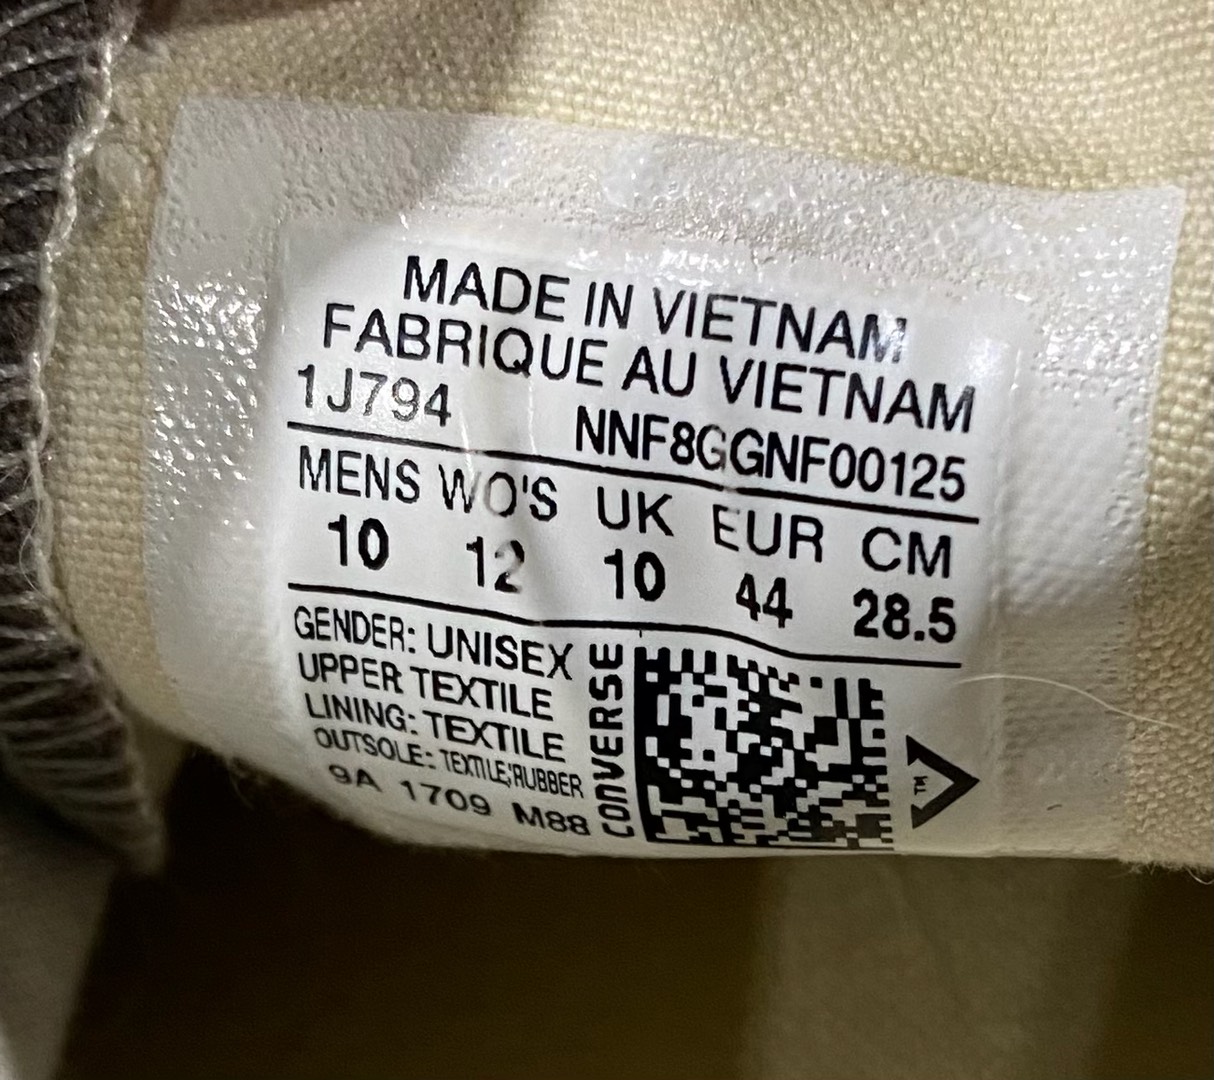 MADE IN VIETNAM
FABRIQUE AU VIETNAM
1J794 NNF8GGNF00125
MENS WO'S UK EUR CM
10 12 10 44 28.5
GENDER: UNISEX
UPPER TEXTILE
LINING: TEXTILE
OUTSOLE: TEXTILE;RUBBER
9A 1709 M88
CONVERSE
TM